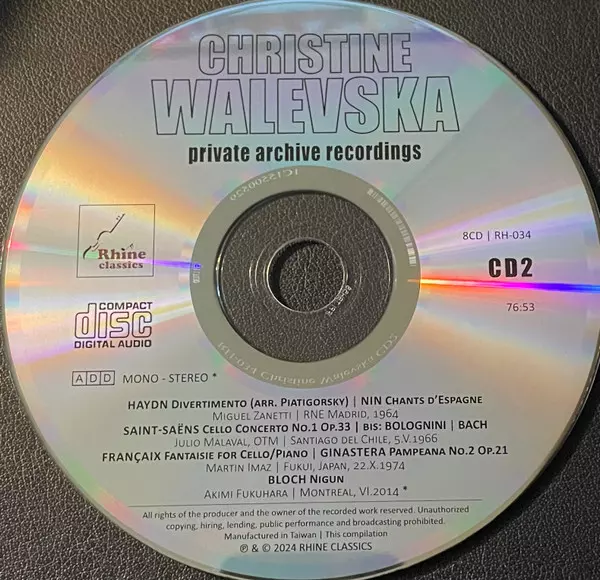 CHRISTINE
WALEVSKA
private archive recordings
Rhine
classics
8CD | RH-034
CD2
76:53
COMPACT
disc
DIGITAL AUDIO
ADD MONO - STEREO *
HAYDN DIVERTIMENTO (ARR. PIATIGORSKY) | NIN CHANTS D'ESPAGNE
MIGUEL ZANETTI | RNE MADRID, 1964
SAINT-SAËNS CELLO CONCERTO NO.1 OP.33 | BIS: BOLOGNINI | BACH
JULIO MALAVAL, OTM | SANTIAGO DEL CHILE, 5.V.1966
FRANÇAIX FANTAISIE FOR CELLO/PIANO | GINASTERA PAMPEANA NO.2 OP.21
MARTIN IMAZ | FUKUI, JAPAN, 22.X.1974
BLOCH NIGUN
AKIMI FUKUHARA | MONTREAL, VI.2014 *
All rights of the producer and the owner of the recorded work reserved. Unauthorized
copying, hiring, lending, public performance and broadcasting prohibited.
Manufactured in Taiwan | This compilation
℗ & © 2024 RHINE CLASSICS
RH-034 Christine Walevska CD2